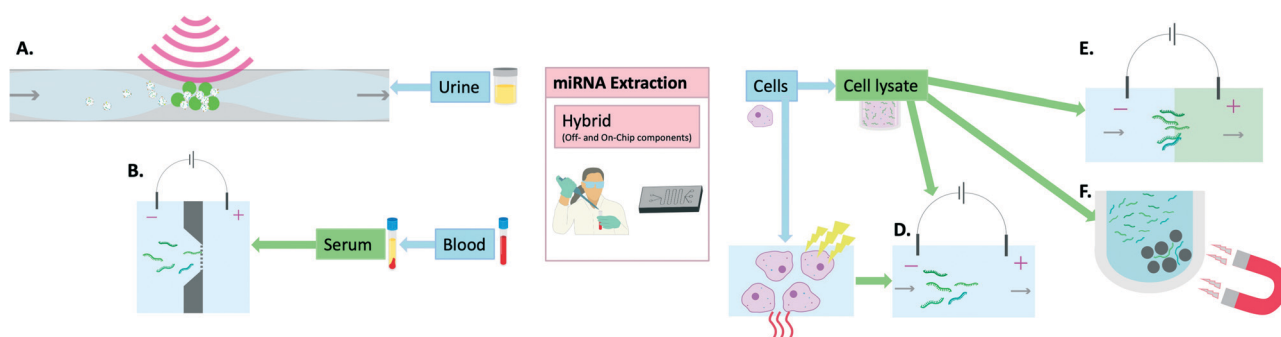 A.
Urine
B.
−
+
Serum
Blood
miRNA Extraction
Hybrid
(Off- and On-Chip components)
Cells
Cell lysate
D.
−
+
E.
−
+
F.